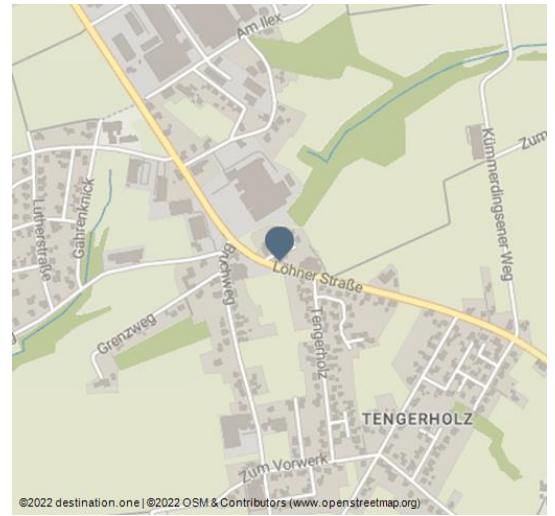 Am Ilex
Kümmerdingsener Weg
Zum
Lutherstraße
Gahrenknick
Bruchweg
Löhner Straße
Grenzweg
Tengerholz
TENGERHOLZ
Zum Vorwerk
©2022 destination.one | ©2022 OSM & Contributors (www.openstreetmap.org)